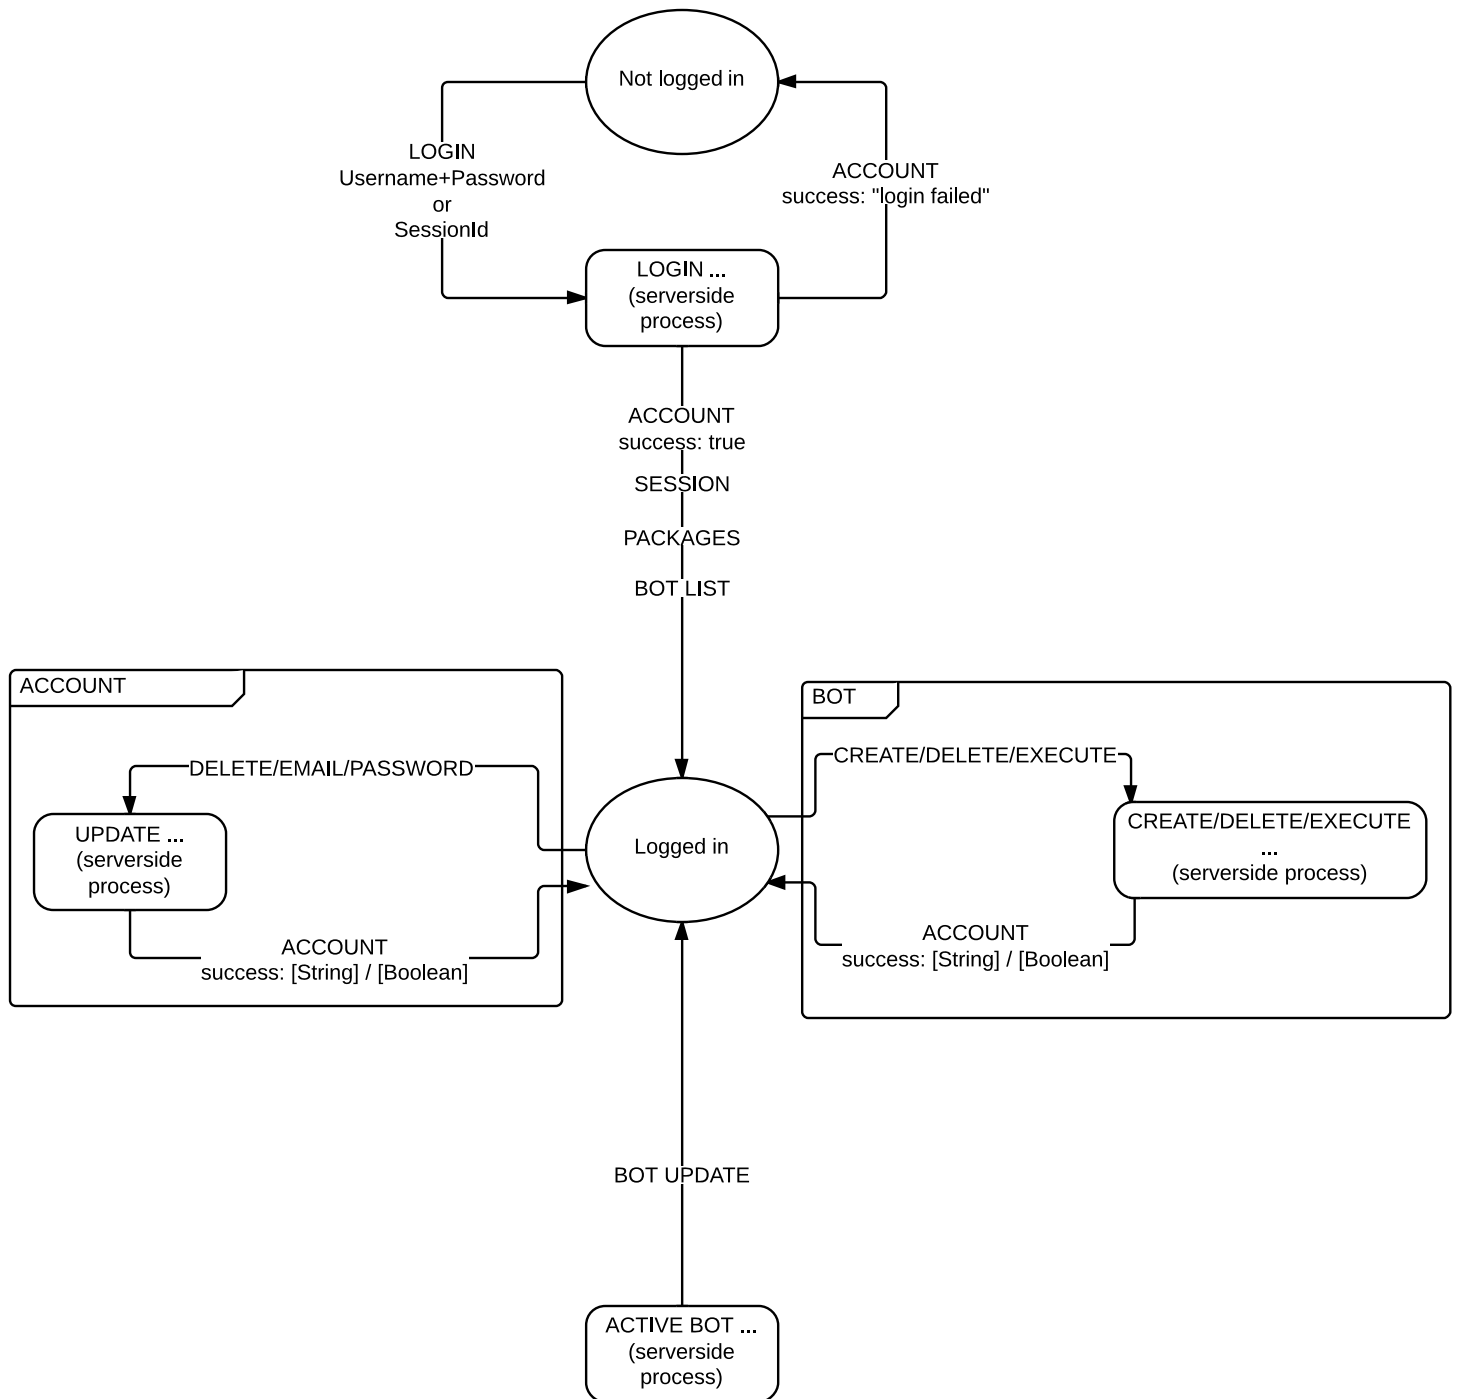 Not logged in
LOGIN
Username+Password
or
SessionId
ACCOUNT
success: "login failed"
LOGIN ...
(serverside
process)
ACCOUNT
success: true
SESSION
PACKAGES
BOT LIST
ACCOUNT
DELETE/EMAIL/PASSWORD
UPDATE ...
(serverside
process)
ACCOUNT
success: [String] / [Boolean]
Logged in
BOT
CREATE/DELETE/EXECUTE
CREATE/DELETE/EXECUTE
...
(serverside process)
ACCOUNT
success: [String] / [Boolean]
BOT UPDATE
ACTIVE BOT ...
(serverside
process)